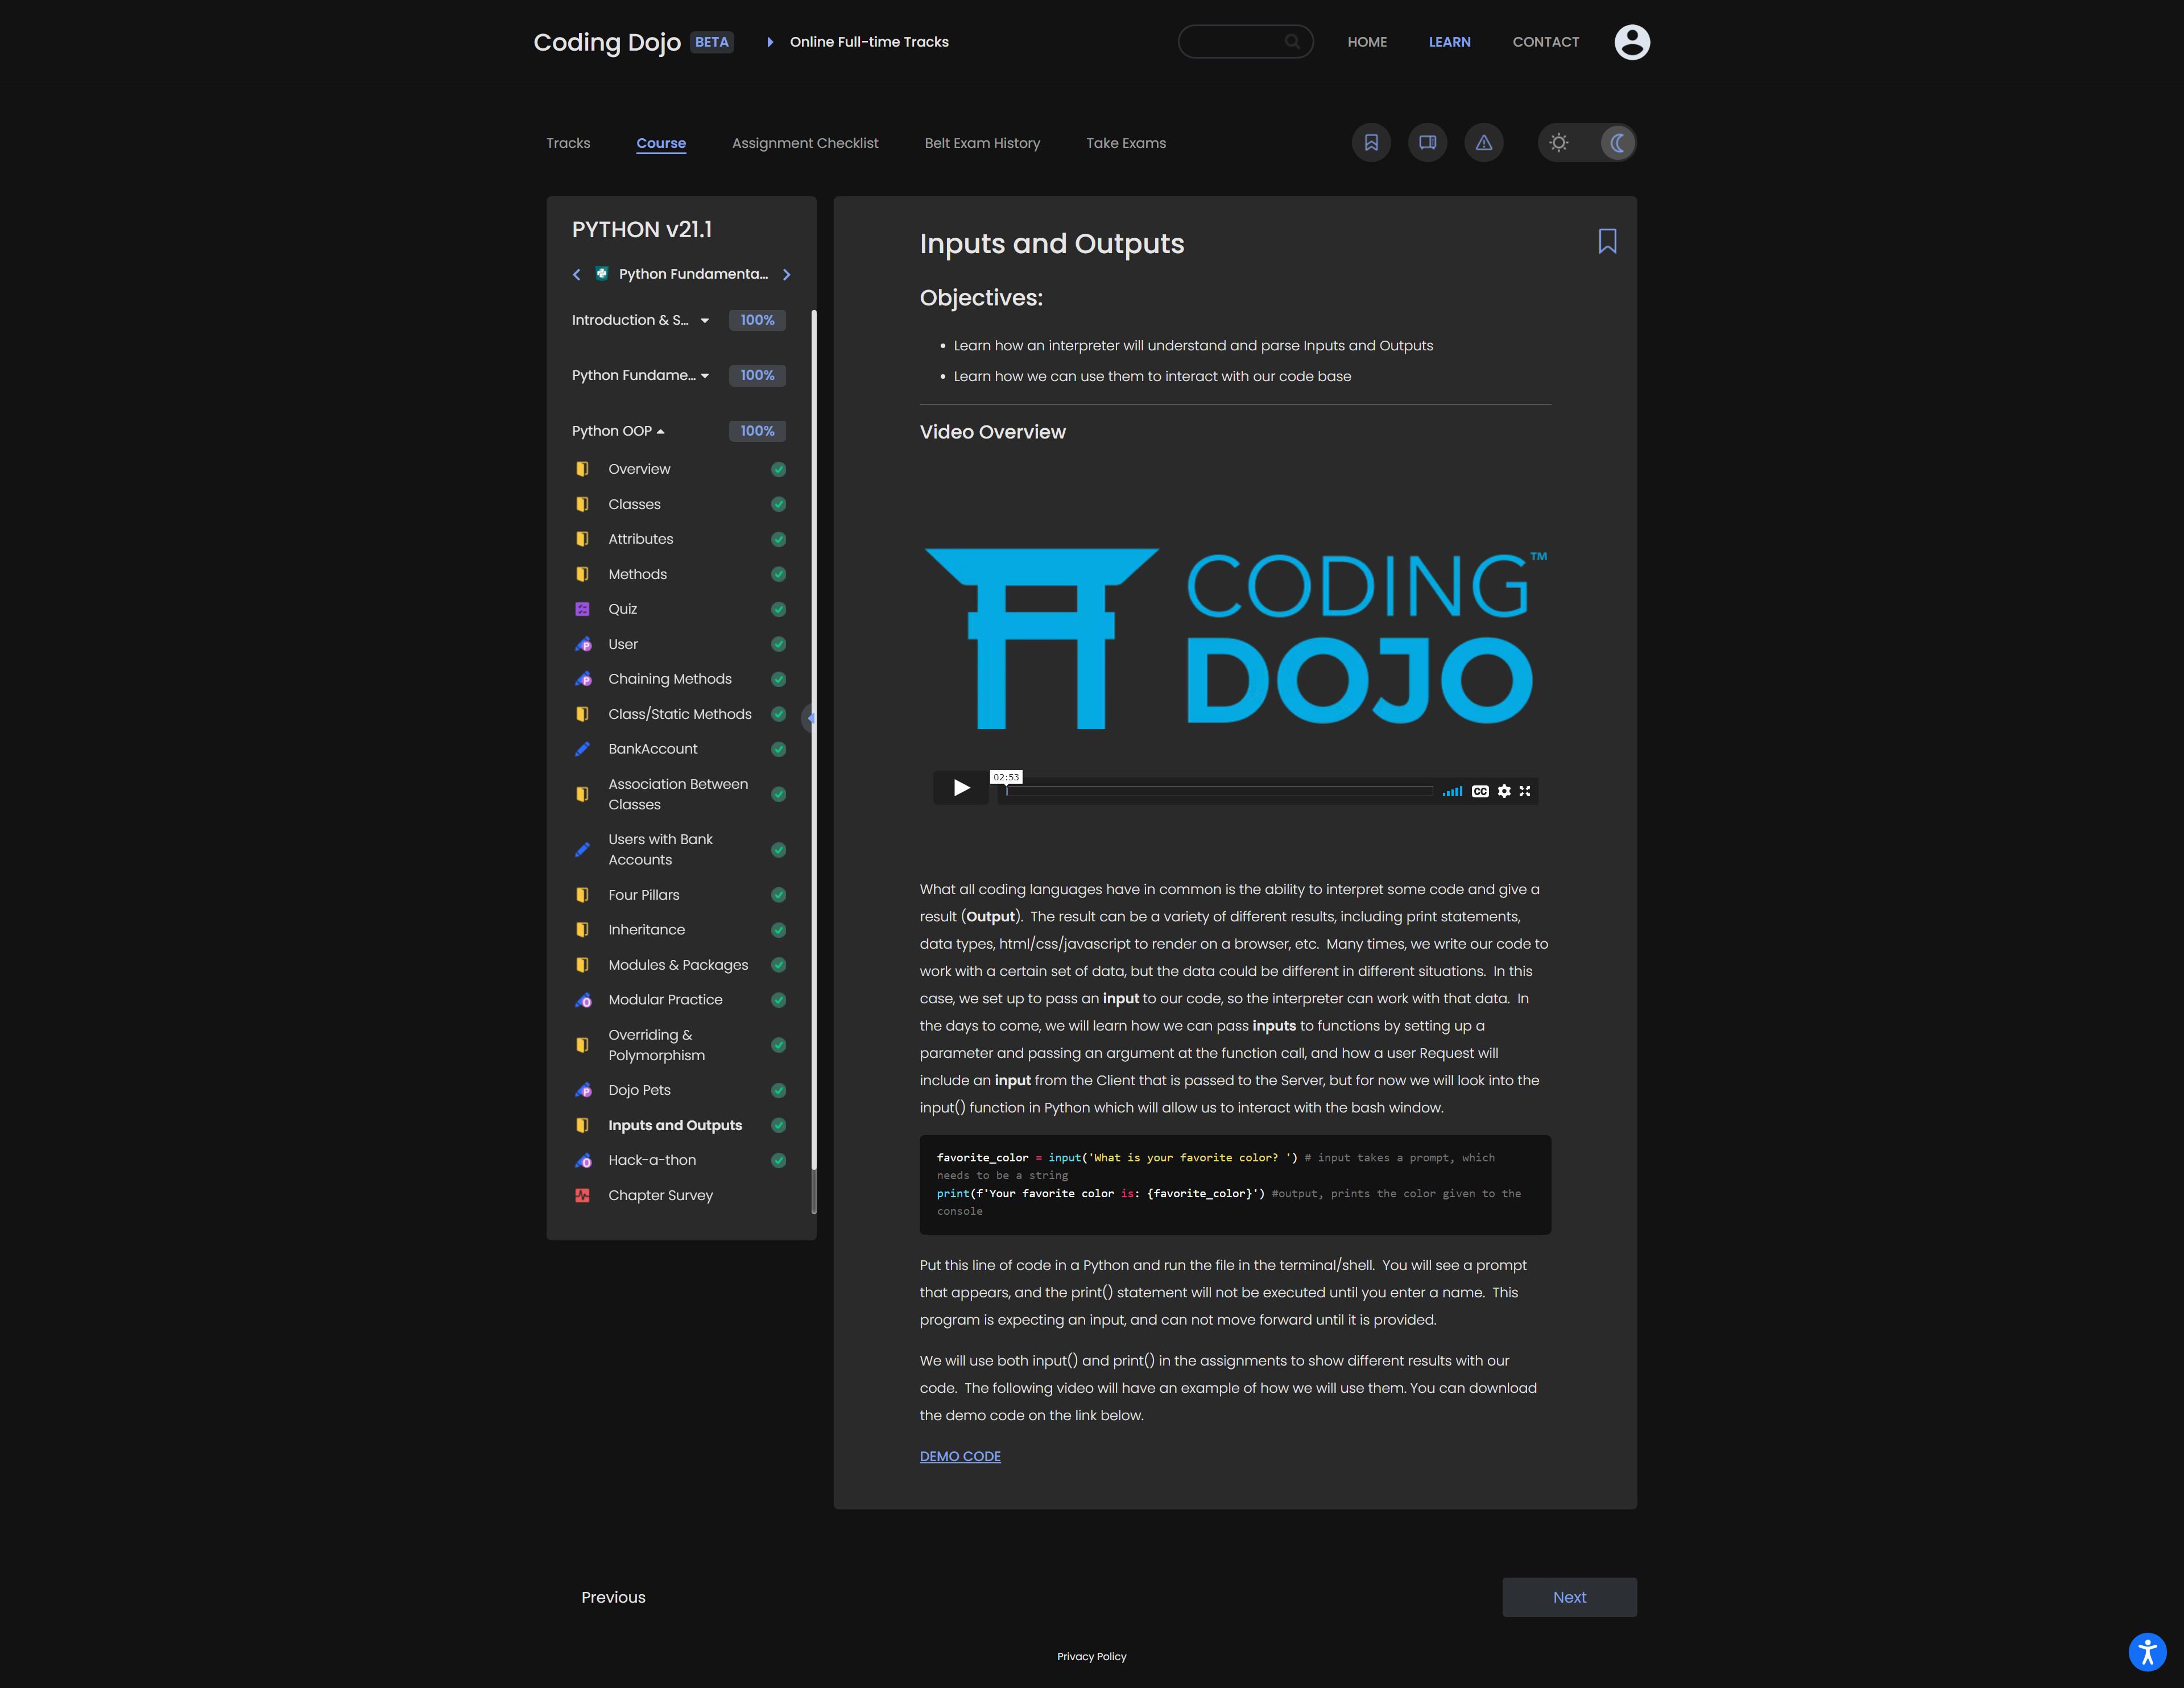 Coding Dojo BETA Online Full-time Tracks HOME LEARN CONTACT
Tracks Course Assignment Checklist Belt Exam History Take Exams
PYTHON v21.1
Python Fundamenta...
Introduction & S... 100%
Python Fundame... 100%
Python OOP 100%
Overview
Classes
Attributes
Methods
Quiz
User
Chaining Methods
Class/Static Methods
BankAccount
Association Between
Classes
Users with Bank
Accounts
Four Pillars
Inheritance
Modules & Packages
Modular Practice
Overriding &
Polymorphism
Dojo Pets
Inputs and Outputs
Hack-a-thon
Chapter Survey
Inputs and Outputs
Objectives:
• Learn how an interpreter will understand and parse Inputs and Outputs
• Learn how we can use them to interact with our code base
Video Overview
CODING™
DOJO
02:53
CC
What all coding languages have in common is the ability to interpret some code and give a
result (Output). The result can be a variety of different results, including print statements,
data types, html/css/javascript to render on a browser, etc. Many times, we write our code to
work with a certain set of data, but the data could be different in different situations. In this
case, we set up to pass an input to our code, so the interpreter can work with that data. In
the days to come, we will learn how we can pass inputs to functions by setting up a
parameter and passing an argument at the function call, and how a user Request will
include an input from the Client that is passed to the Server, but for now we will look into the
input() function in Python which will allow us to interact with the bash window.
favorite_color = input('What is your favorite color? ') # input takes a prompt, which
needs to be a string
print(f'Your favorite color is: {favorite_color}') #output, prints the color given to the
console
Put this line of code in a Python and run the file in the terminal/shell. You will see a prompt
that appears, and the print() statement will not be executed until you enter a name. This
program is expecting an input, and can not move forward until it is provided.
We will use both input() and print() in the assignments to show different results with our
code. The following video will have an example of how we will use them. You can download
the demo code on the link below.
DEMO CODE
Previous Next
Privacy Policy